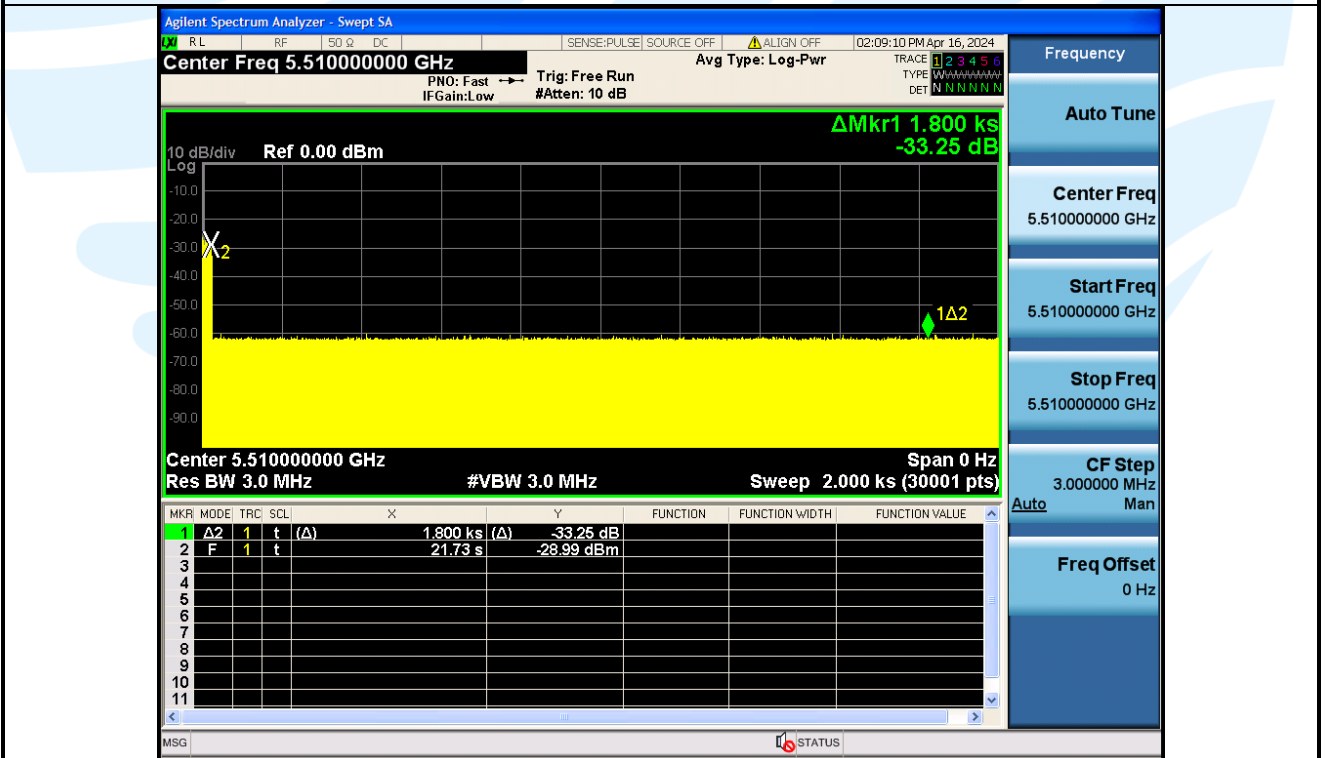 Agilent Spectrum Analyzer - Swept SA
LXI RL RF 50 Ω DC SENSE:PULSE SOURCE OFF ALIGN OFF 02:09:10 PM Apr 16, 2024
Center Freq 5.510000000 GHz
PNO: Fast
IFGain:Low
Trig: Free Run
#Atten: 10 dB
Avg Type: Log-Pwr
TRACE 1 2 3 4 5 6
TYPE WWWWWW
DET N N N N N N
ΔMkr1 1.800 ks
-33.25 dB
10 dB/div Ref 0.00 dBm
Log
-10.0
-20.0
-30.0
-40.0
-50.0
-60.0
-70.0
-80.0
-90.0
2
1Δ2
Center 5.510000000 GHz Span 0 Hz
Res BW 3.0 MHz #VBW 3.0 MHz Sweep 2.000 ks (30001 pts)
MKR MODE TRC SCL X Y FUNCTION FUNCTION WIDTH FUNCTION VALUE
1 Δ2 1 t (Δ) 1.800 ks (Δ) -33.25 dB
2 F 1 t 21.73 s -28.99 dBm
3
4
5
6
7
8
9
10
11
MSG STATUS
Frequency
Auto Tune
Center Freq
5.510000000 GHz
Start Freq
5.510000000 GHz
Stop Freq
5.510000000 GHz
CF Step
3.000000 MHz
Auto Man
Freq Offset
0 Hz